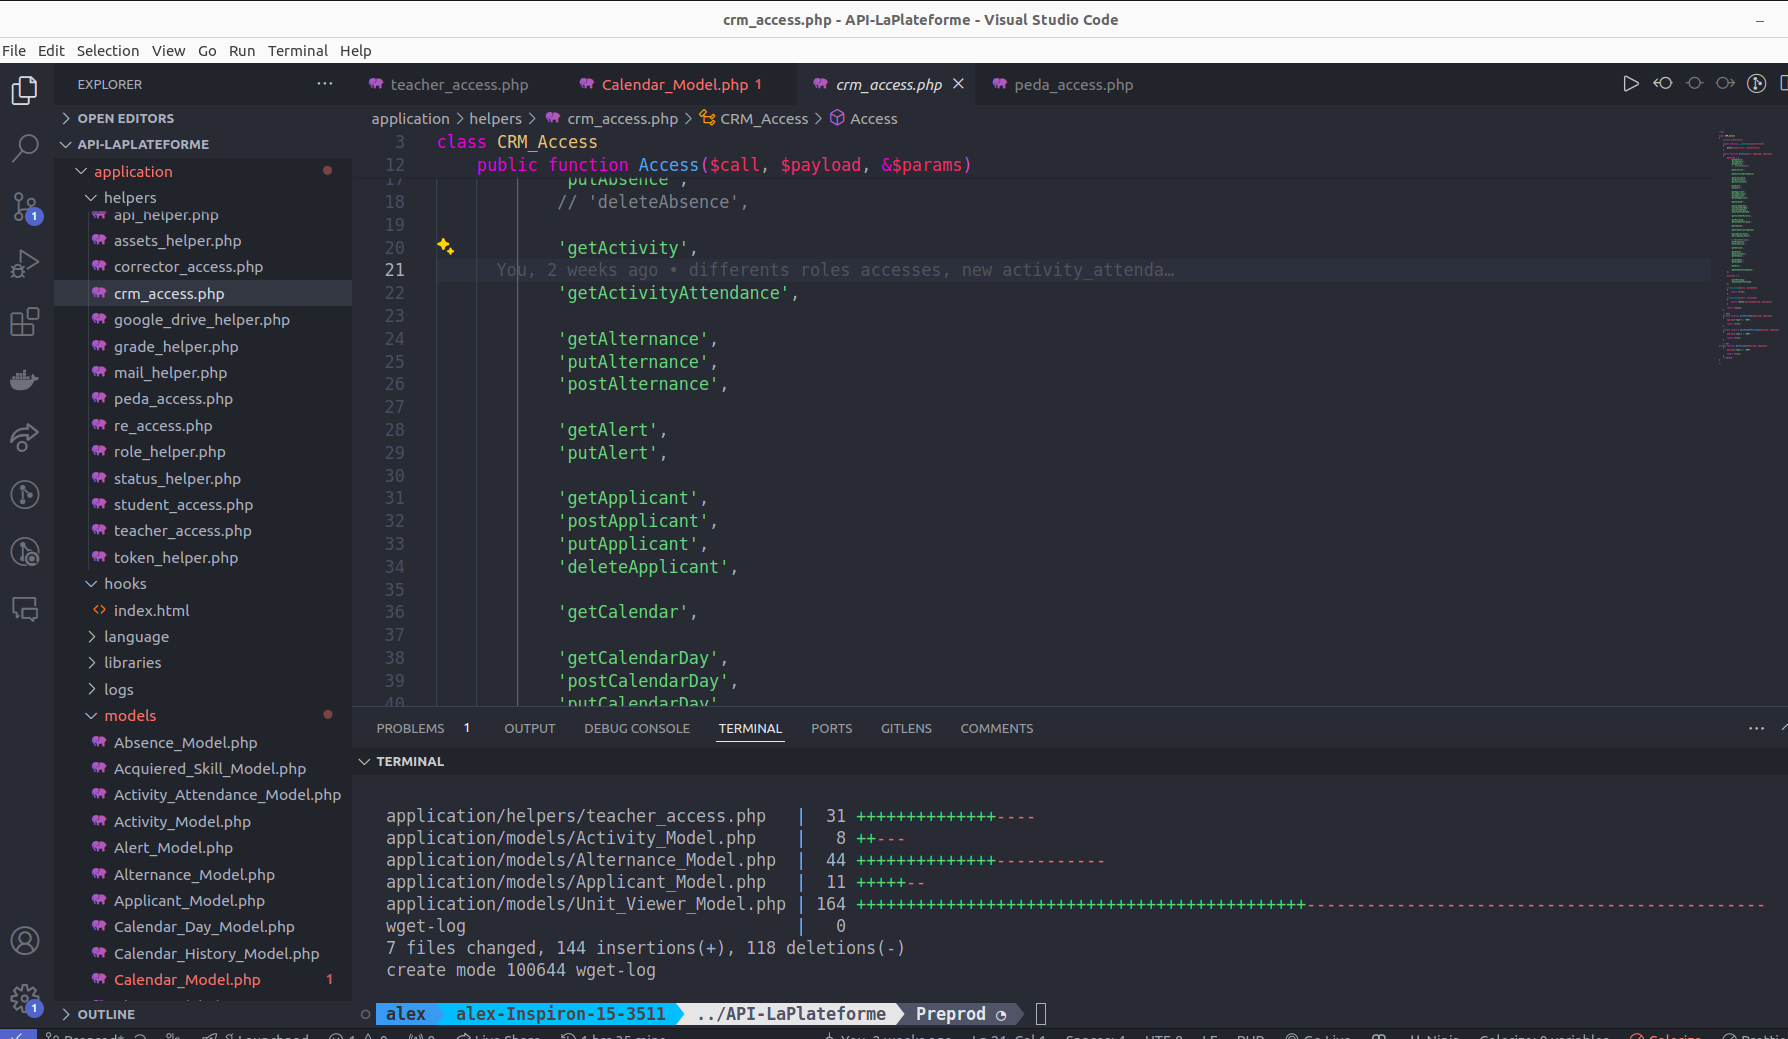 crm_access.php - API-LaPlateforme - Visual Studio Code
File Edit Selection View Go Run Terminal Help
EXPLORER
teacher_access.php Calendar_Model.php 1 crm_access.php peda_access.php
OPEN EDITORS
API-LAPLATEFORME
application
helpers
api_helper.php
assets_helper.php
corrector_access.php
crm_access.php
google_drive_helper.php
grade_helper.php
mail_helper.php
peda_access.php
re_access.php
role_helper.php
status_helper.php
student_access.php
teacher_access.php
token_helper.php
hooks
index.html
language
libraries
logs
models
Absence_Model.php
Acquiered_Skill_Model.php
Activity_Attendance_Model.php
Activity_Model.php
Alert_Model.php
Alternance_Model.php
Applicant_Model.php
Calendar_Day_Model.php
Calendar_History_Model.php
Calendar_Model.php 1
OUTLINE
1
1
application > helpers > crm_access.php > CRM_Access > Access
3 class CRM_Access
12 public function Access($call, $payload, &$params)
17 'putAbsence',
18 // 'deleteAbsence',
19
20 'getActivity',
21 You, 2 weeks ago • differents roles accesses, new activity_attenda…
22 'getActivityAttendance',
23
24 'getAlternance',
25 'putAlternance',
26 'postAlternance',
27
28 'getAlert',
29 'putAlert',
30
31 'getApplicant',
32 'postApplicant',
33 'putApplicant',
34 'deleteApplicant',
35
36 'getCalendar',
37
38 'getCalendarDay',
39 'postCalendarDay',
40 'putCalendarDay'
PROBLEMS 1 OUTPUT DEBUG CONSOLE TERMINAL PORTS GITLENS COMMENTS
TERMINAL
application/helpers/teacher_access.php | 31 ++++++++++++++----
application/models/Activity_Model.php | 8 ++---
application/models/Alternance_Model.php | 44 ++++++++++++++-----------
application/models/Applicant_Model.php | 11 +++++--
application/models/Unit_Viewer_Model.php | 164 +++++++++++++++++++++++++++++++++++++++++++++----------------------------------------------
wget-log | 0
7 files changed, 144 insertions(+), 118 deletions(-)
create mode 100644 wget-log
alex alex-Inspiron-15-3511 ../API-LaPlateforme Preprod